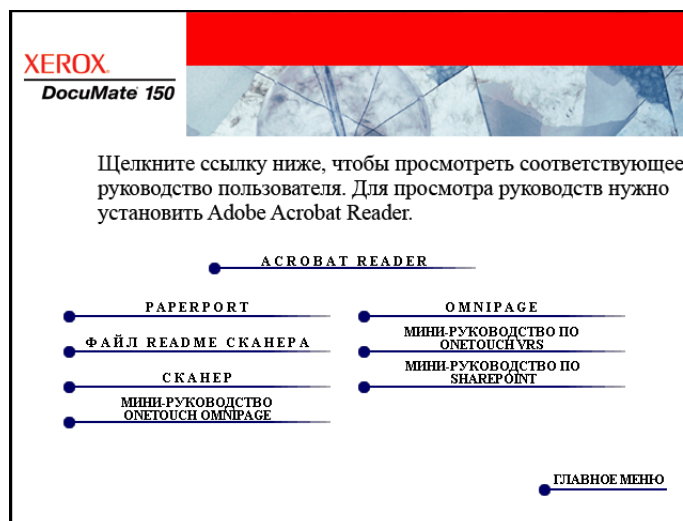 XEROX
DocuMate 150
Щелкните ссылку ниже, чтобы просмотреть соответствующее
руководство пользователя. Для просмотра руководств нужно
установить Adobe Acrobat Reader.
ACROBAT READER
PAPERPORT
OMNIPAGE
ФАЙЛ README СКАНЕРА
МИНИ-РУКОВОДСТВО ПО
ONETOUCH VRS
СКАНЕР
МИНИ-РУКОВОДСТВО ПО
SHAREPOINT
МИНИ-РУКОВОДСТВО
ONETOUCH OMNIPAGE
ГЛАВНОЕ МЕНЮ